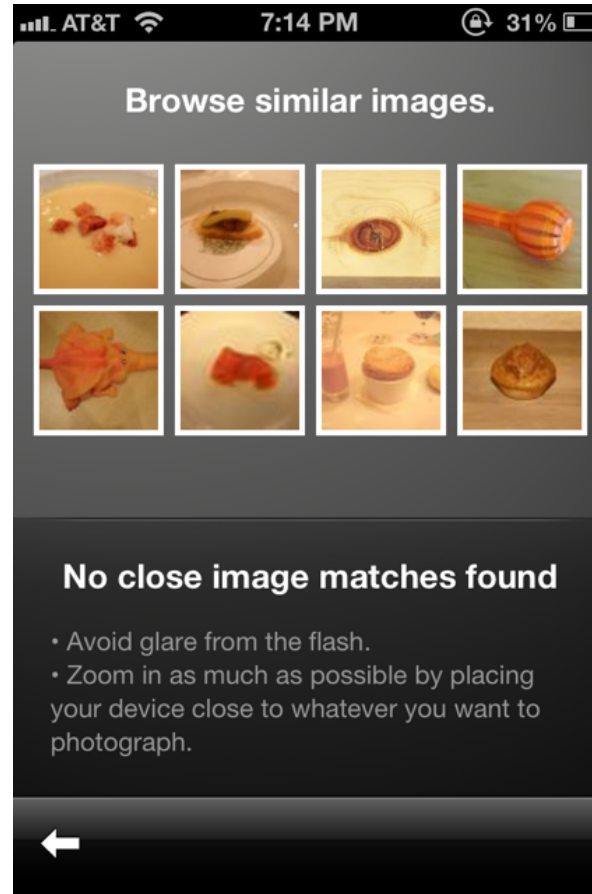 AT&T 7:14 PM 31%
Browse similar images.
No close image matches found
• Avoid glare from the flash.
• Zoom in as much as possible by placing
your device close to whatever you want to
photograph.